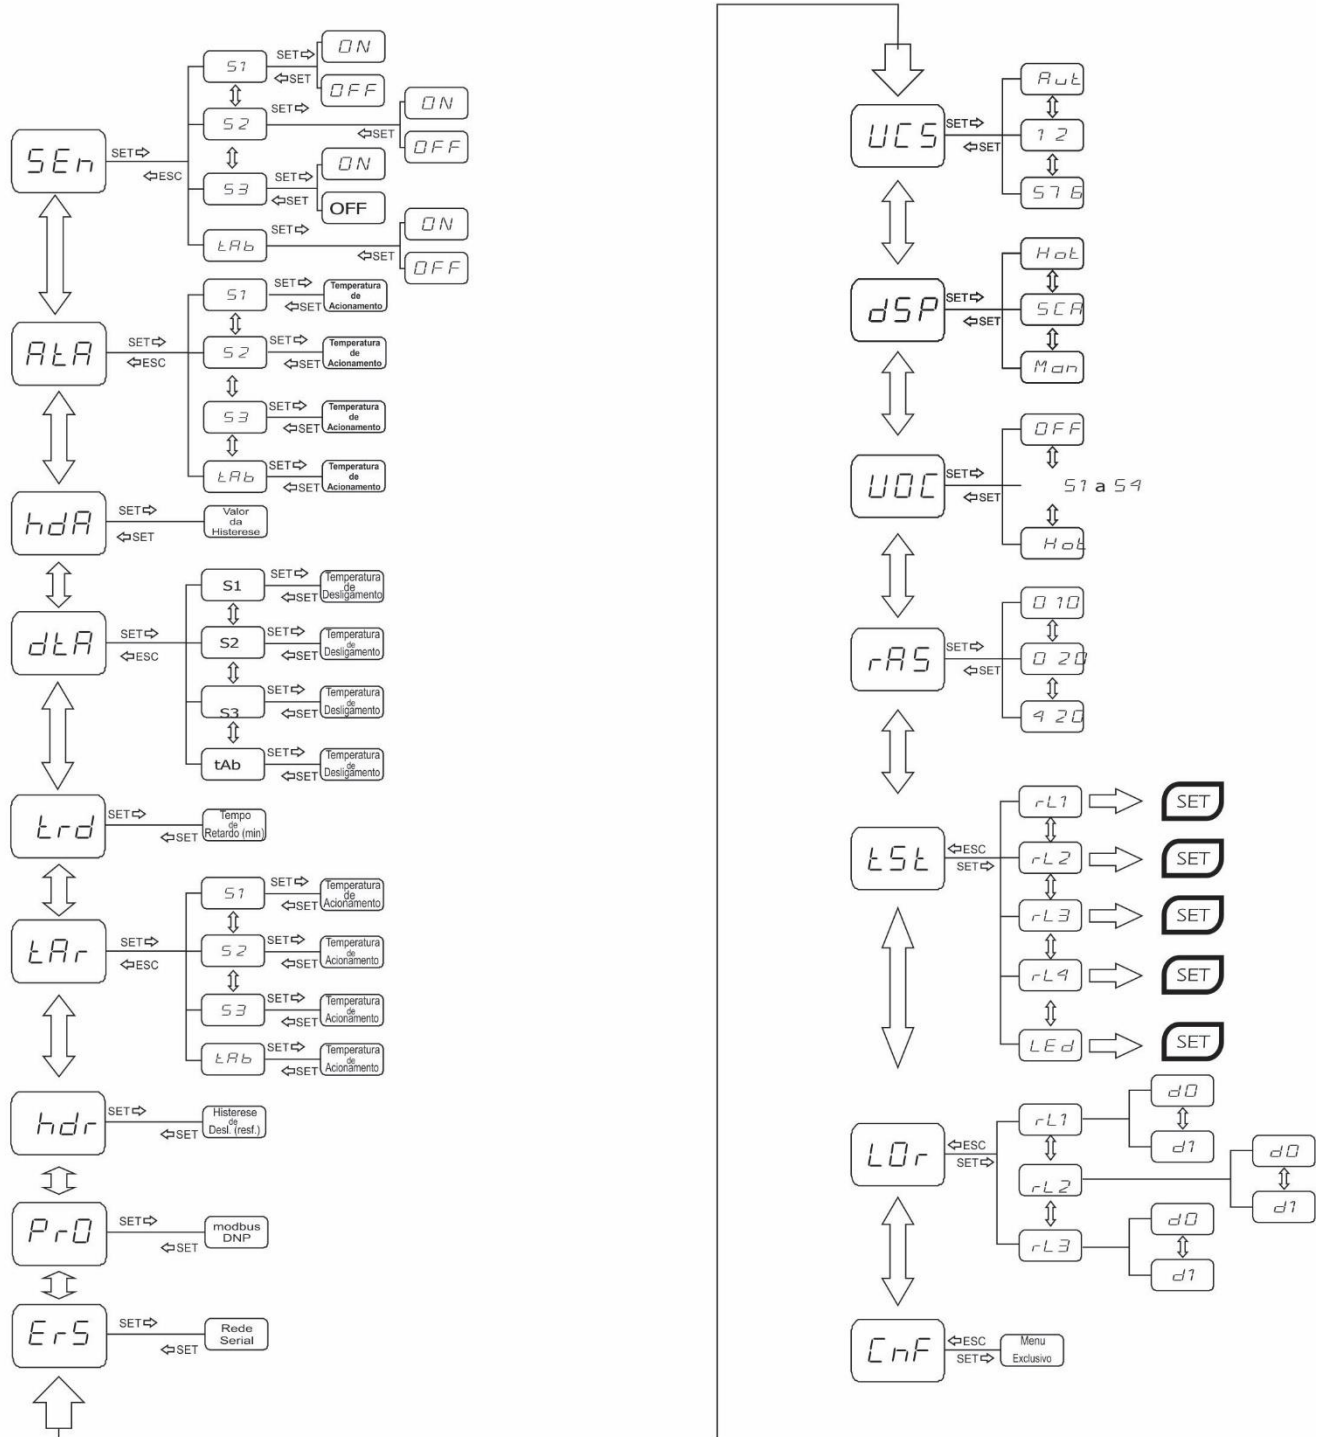 SEn
SET
ESC
S1
SET
SET
ON
OFF
S2
SET
SET
ON
OFF
S3
SET
SET
ON
OFF
tAb
SET
SET
ON
OFF
AtA
SET
ESC
S1
SET
SET
Temperatura
de
Acionamento
S2
SET
SET
Temperatura
de
Acionamento
S3
SET
SET
Temperatura
de
Acionamento
tAb
SET
SET
Temperatura
de
Acionamento
hdA
SET
SET
Valor
da
Histerese
dtA
SET
ESC
S1
SET
SET
Temperatura
de
Desligamento
S2
SET
SET
Temperatura
de
Desligamento
S3
SET
SET
Temperatura
de
Desligamento
tAb
SET
SET
Temperatura
de
Desligamento
trd
SET
SET
Tempo
de
Retardo (min)
tAr
SET
ESC
S1
SET
SET
Temperatura
de
Acionamento
S2
SET
SET
Temperatura
de
Acionamento
S3
SET
SET
Temperatura
de
Acionamento
tAb
SET
SET
Temperatura
de
Acionamento
hdr
SET
SET
Histerese
de
Desl. (resf.)
PrO
SET
SET
modbus
DNP
ErS
SET
SET
Rede
Serial
UCS
SET
SET
Aut
1 2
576
dSP
SET
SET
Hot
SCA
Man
UOC
SET
SET
OFF
S1 a S4
Hot
rAS
SET
SET
0 10
0 20
4 20
tSt
ESC
SET
rL1
SET
rL2
SET
rL3
SET
rL4
SET
LEd
SET
LOr
ESC
SET
rL1
d0
d1
rL2
d0
d1
rL3
d0
d1
CnF
ESC
SET
Menu
Exclusivo